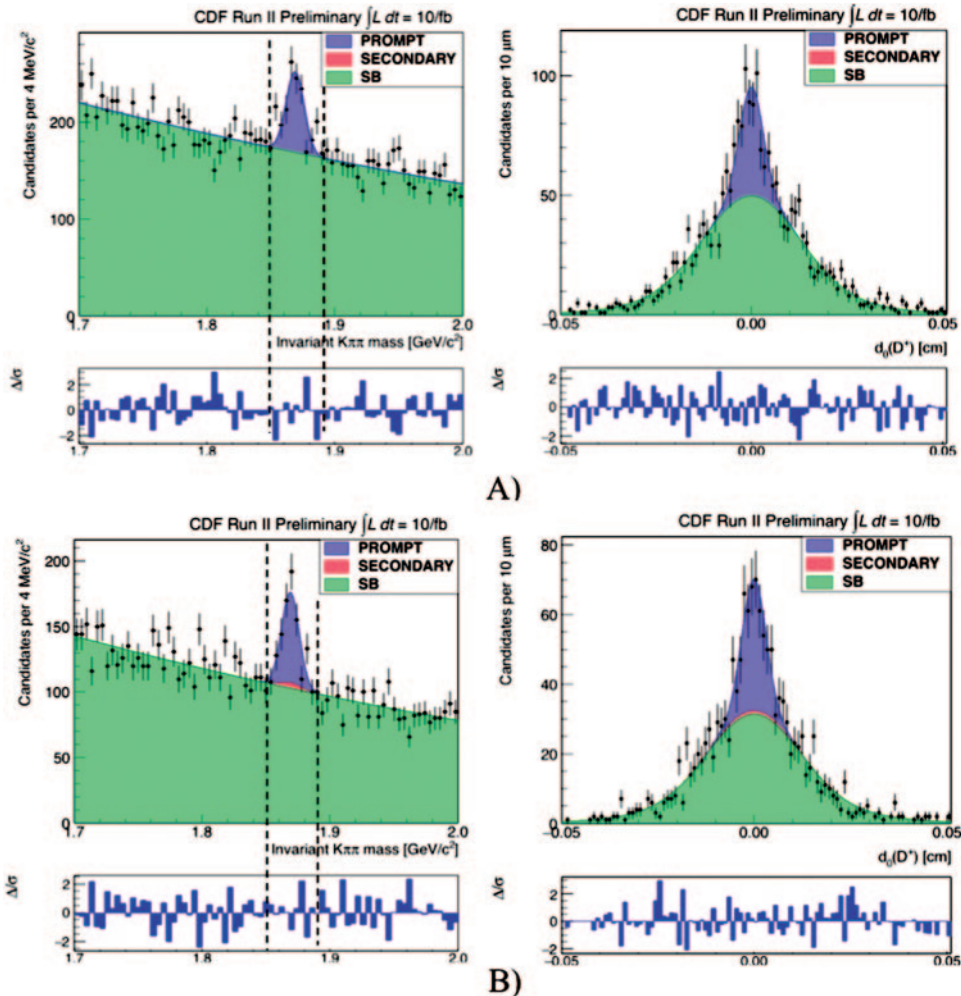 CDF Run II Preliminary ∫L dt = 10/fb
Candidates per 4 MeV/c²
PROMPT
SECONDARY
SB
200
100
0
1.7
1.8
1.9
2.0
Invariant Kππ mass [GeV/c²]
Δ/σ
2
0
−2
1.7
1.8
1.9
2.0
CDF Run II Preliminary ∫L dt = 10/fb
Candidates per 10 μm
PROMPT
SECONDARY
SB
100
50
0
−0.05
0.00
0.05
d₀(D⁺) [cm]
Δ/σ
2
0
−2
−0.05
0.00
0.05
A)
CDF Run II Preliminary ∫L dt = 10/fb
Candidates per 4 MeV/c²
PROMPT
SECONDARY
SB
200
150
100
50
0
1.7
1.8
1.9
2.0
Invariant Kππ mass [GeV/c²]
Δ/σ
2
0
−2
1.7
1.8
1.9
2.0
CDF Run II Preliminary ∫L dt = 10/fb
Candidates per 10 μm
PROMPT
SECONDARY
SB
80
60
40
20
0
−0.05
0.00
0.05
d₀(D⁺) [cm]
Δ/σ
2
0
−2
−0.05
0.00
0.05
B)